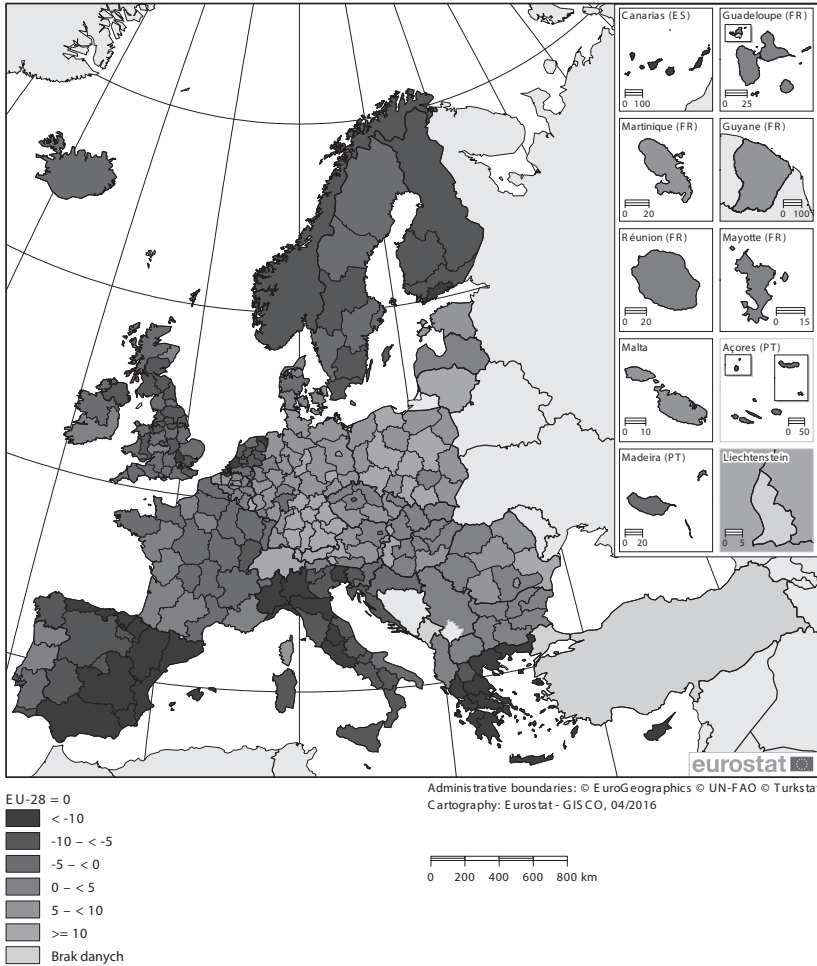 Canarias (ES)
0 100
Guadeloupe (FR)
0 25
Martinique (FR)
0 20
Guyane (FR)
0 100
Réunion (FR)
0 20
Mayotte (FR)
0 15
Malta
0 10
Açores (PT)
0 50
Madeira (PT)
0 20
Liechtenstein
0 5
eurostat
Administrative boundaries: © EuroGeographics © UN-FAO © Turkstat
Cartography: Eurostat - GISCO, 04/2016
EU-28 = 0
< -10
-10 – < -5
-5 – < 0
0 – < 5
5 – < 10
>= 10
Brak danych
0 200 400 600 800 km